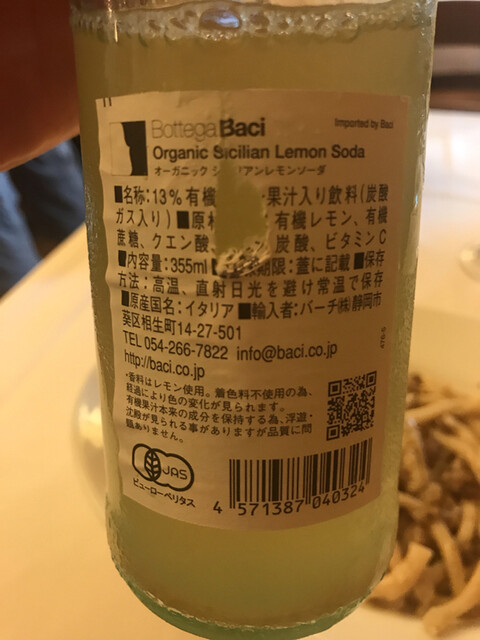 Bottega Baci
Imported by Baci
Organic Sicilian Lemon Soda
オーガニック シ リアンレモンソーダ
■名称:13%有機 果汁入り飲料(炭酸
ガス入り)■原材 有機レモン、有機
蔗糖、クエン酸 炭酸、ビタミンC
■内容量:355ml 期限:蓋に記載■保存
方法:高温、直射日光を避け常温で保存
■原産国名:イタリア■輸入者:バーチ㈱静岡市
葵区相生町14-27-501
TEL 054-266-7822 info@baci.co.jp
http://baci.co.jp
・香料はレモン使用。着色料不使用の為、
経過により色の変化が見られます。
有機果汁本来の成分を保持する為、浮遊・
沈殿が見られる事がありますが品質に問
題ありません。
JAS
ビューローベリタス
4 571387 040324